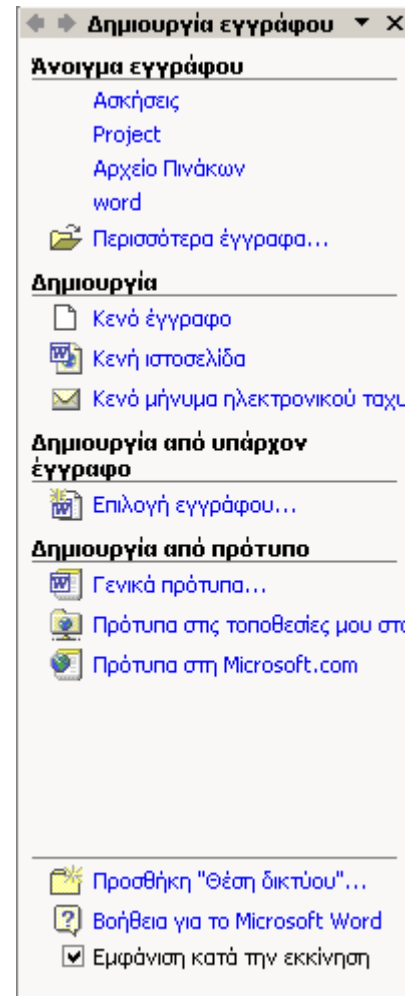 Δημιουργία εγγράφου
Άνοιγμα εγγράφου
Ασκήσεις
Project
Αρχείο Πινάκων
word
Περισσότερα έγγραφα...
Δημιουργία
Κενό έγγραφο
Κενή ιστοσελίδα
Κενό μήνυμα ηλεκτρονικού ταχυ
Δημιουργία από υπάρχον
έγγραφο
Επιλογή εγγράφου...
Δημιουργία από πρότυπο
Γενικά πρότυπα...
Πρότυπα στις τοποθεσίες μου στο
Πρότυπα στη Microsoft.com
Προσθήκη "Θέση δικτύου"...
Βοήθεια για το Microsoft Word
Εμφάνιση κατά την εκκίνηση